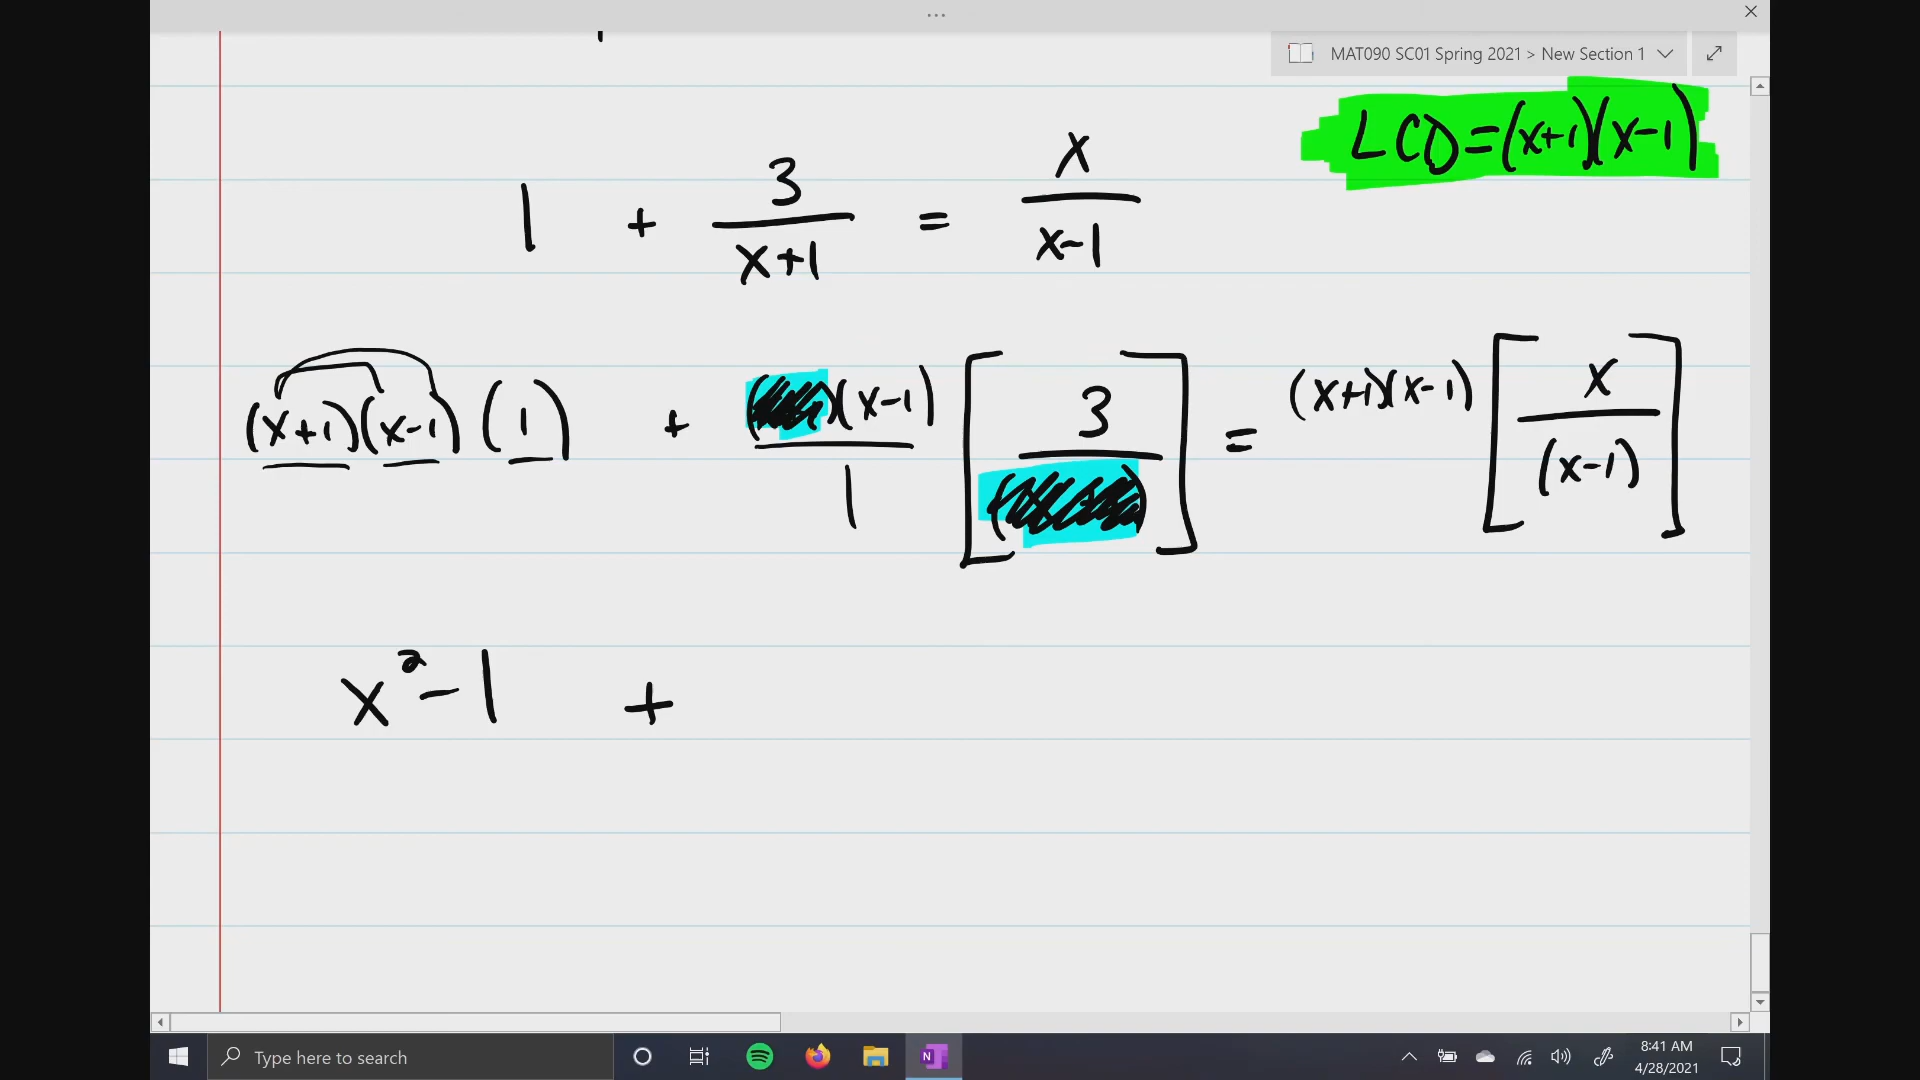 MAT090 SC01 Spring 2021 > New Section 1
LCD=(x+1)(x-1)
1 + 3/(x+1) = x/(x-1)
(x+1)(x-1)(1) + (x-1)/1 [3/] = (x+1)(x-1)[x/(x-1)]
x²-1 +
Type here to search
8:41 AM
4/28/2021